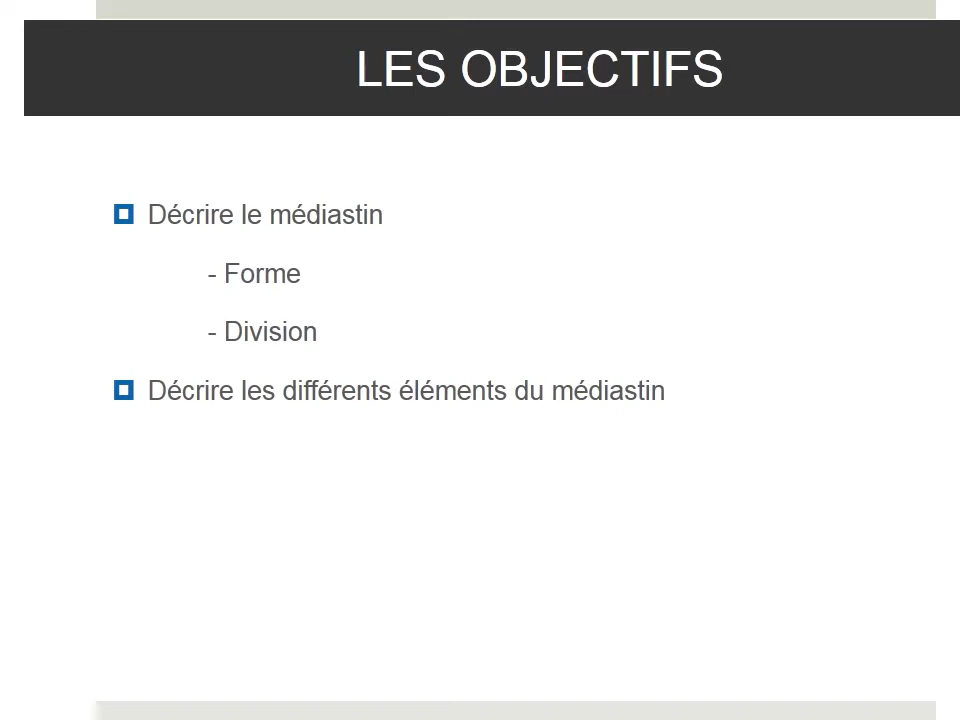 LES OBJECTIFS
Décrire le médiastin
- Forme
- Division
Décrire les différents éléments du médiastin